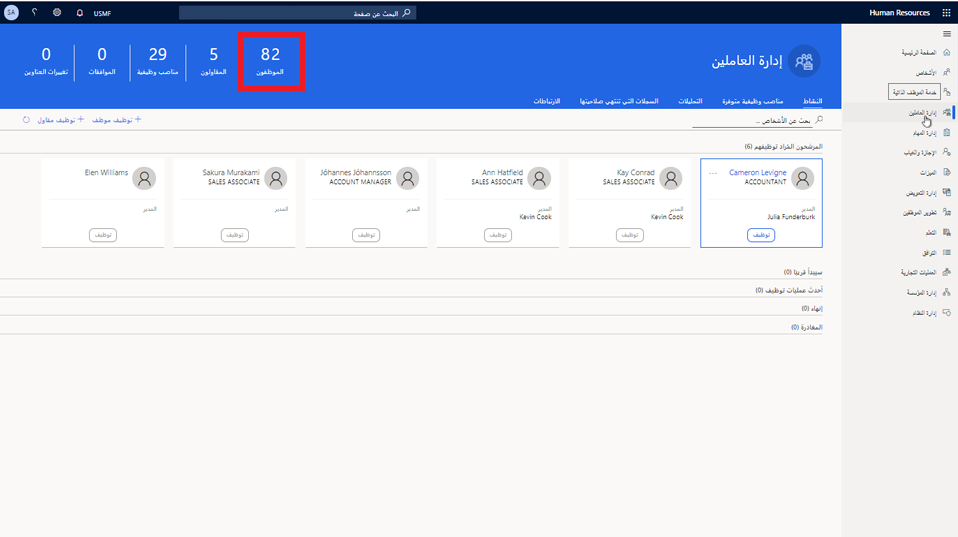 Human Resources
البحث عن صفحة
USMF
؟
SA
الصفحة الرئيسية
الأشخاص
خدمة الموظف الذاتية
إدارة العاملين
إدارة المهام
الإجازة والغياب
الميزات
إدارة التعويض
تطوير الموظفين
التعلم
التوافق
العمليات التجارية
إدارة المؤسسة
إدارة النظام
إدارة العاملين
82
الموظفون
5
المقاولون
29
مناصب وظيفية
0
الموافقات
0
تغييرات العناوين
النشاط
مناصب وظيفية متوفرة
التحليلات
السجلات التي تنتهي صلاحيتها
الارتباطات
بحث عن الأشخاص ...
+ توظيف موظف
+ توظيف مقاول
المرشحون المُراد توظيفهم (6)
Cameron Levigne
ACCOUNTANT
...
المدير
Julia Funderburk
توظيف
Kay Conrad
SALES ASSOCIATE
المدير
Kevin Cook
توظيف
Ann Hatfield
SALES ASSOCIATE
المدير
Kevin Cook
توظيف
Jóhannes Jóhannsson
ACCOUNT MANAGER
المدير
توظيف
Sakura Murakami
SALES ASSOCIATE
المدير
توظيف
Elen Williams
المدير
توظيف
سيبدأ قريبًا (0)
أحدث عمليات توظيف (0)
إنهاء (0)
المغادرة (0)